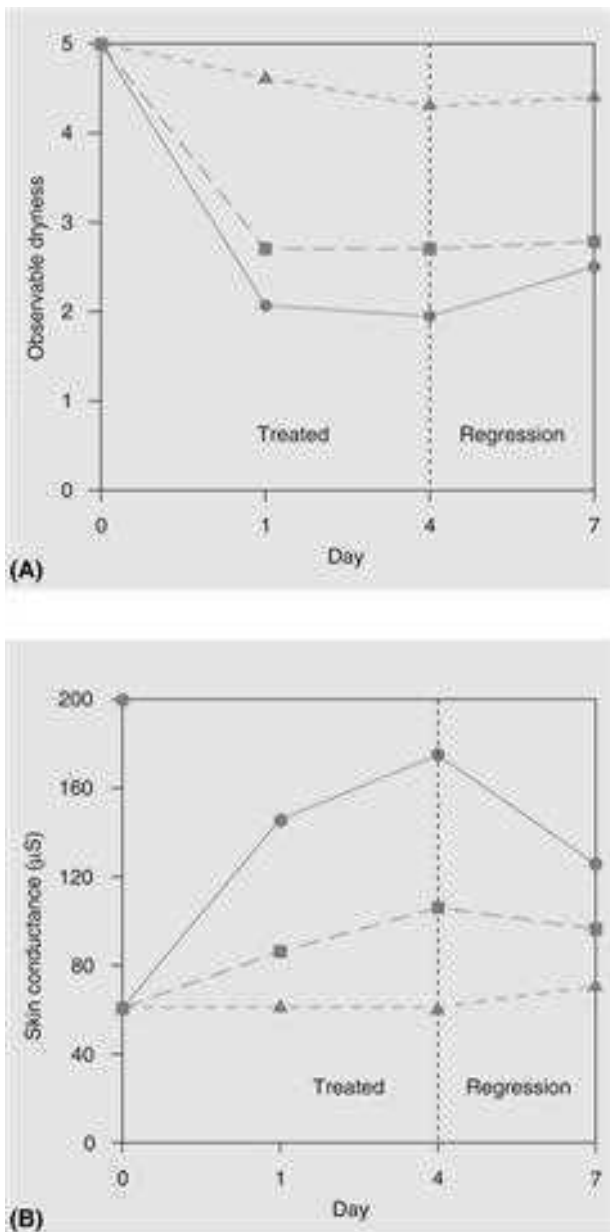 5
4
3
2
1
0
Observable dryness
Treated Regression
0 1 4 7
Day
(A)
200
160
120
80
40
0
Skin conductance (µS)
Treated Regression
0 1 4 7
Day
(B)